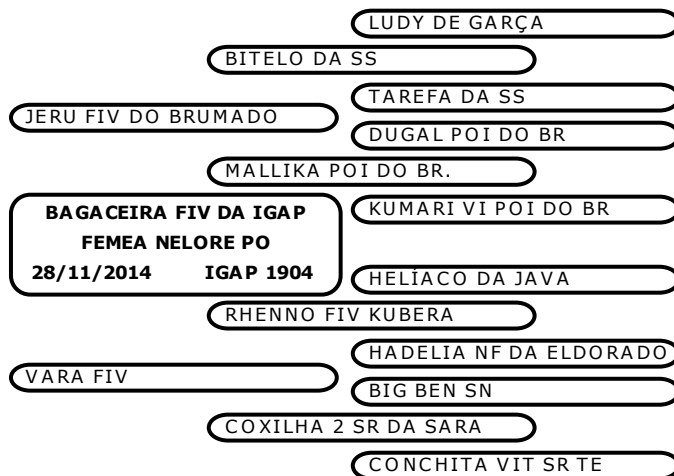 LUDY DE GARÇA
BITELO DA SS
TAREFA DA SS
JERU FIV DO BRUMADO
DUGAL POI DO BR
MALLIKA POI DO BR.
BAGACEIRA FIV DA IGAP
KUMARI VI POI DO BR
FEMEA NELORE PO
28/11/2014 IGAP 1904
HELÍACO DA JAVA
RHENNO FIV KUBERA
HADELIA NF DA ELDORADO
VARA FIV
BIG BEN SN
COXILHA 2 SR DA SARA
CONCHITA VIT SR TE